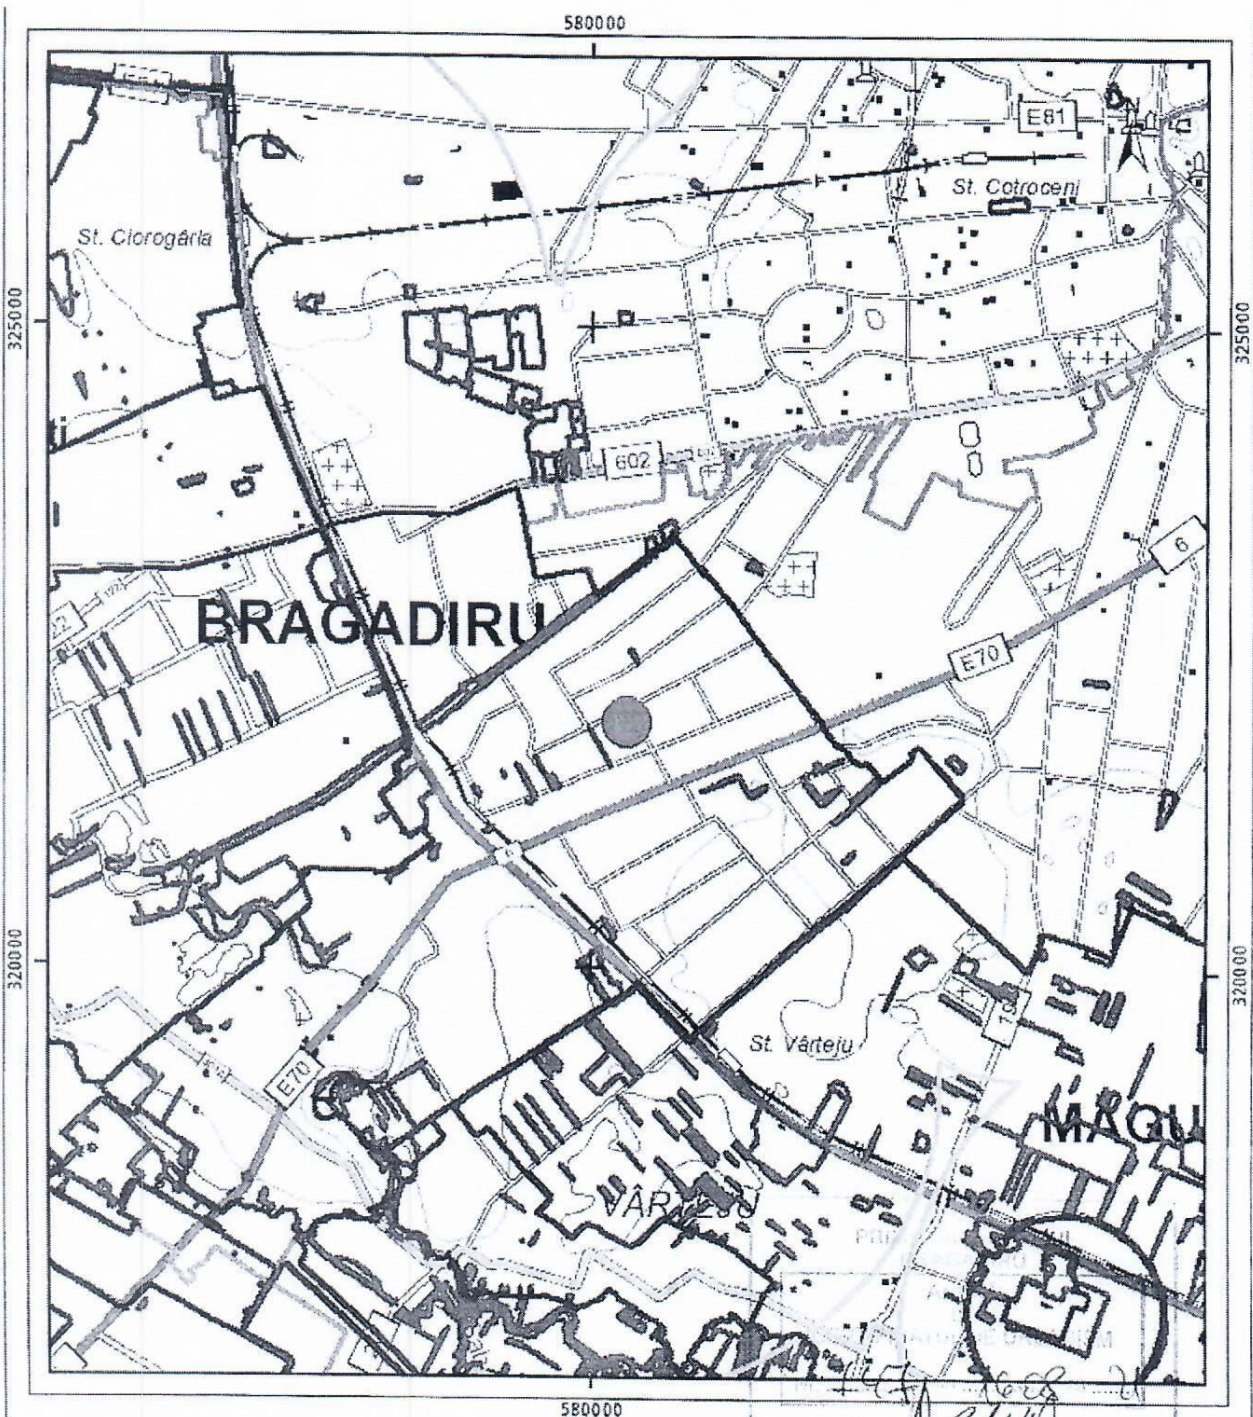 580000
E81
St. Cotroceni
St. Ciorogârla
325000
325000
602
6
BRAGADIRU
E70
320000
320000
St. Vârteju
E70
6
MAGU
VÂRTEJU
580000